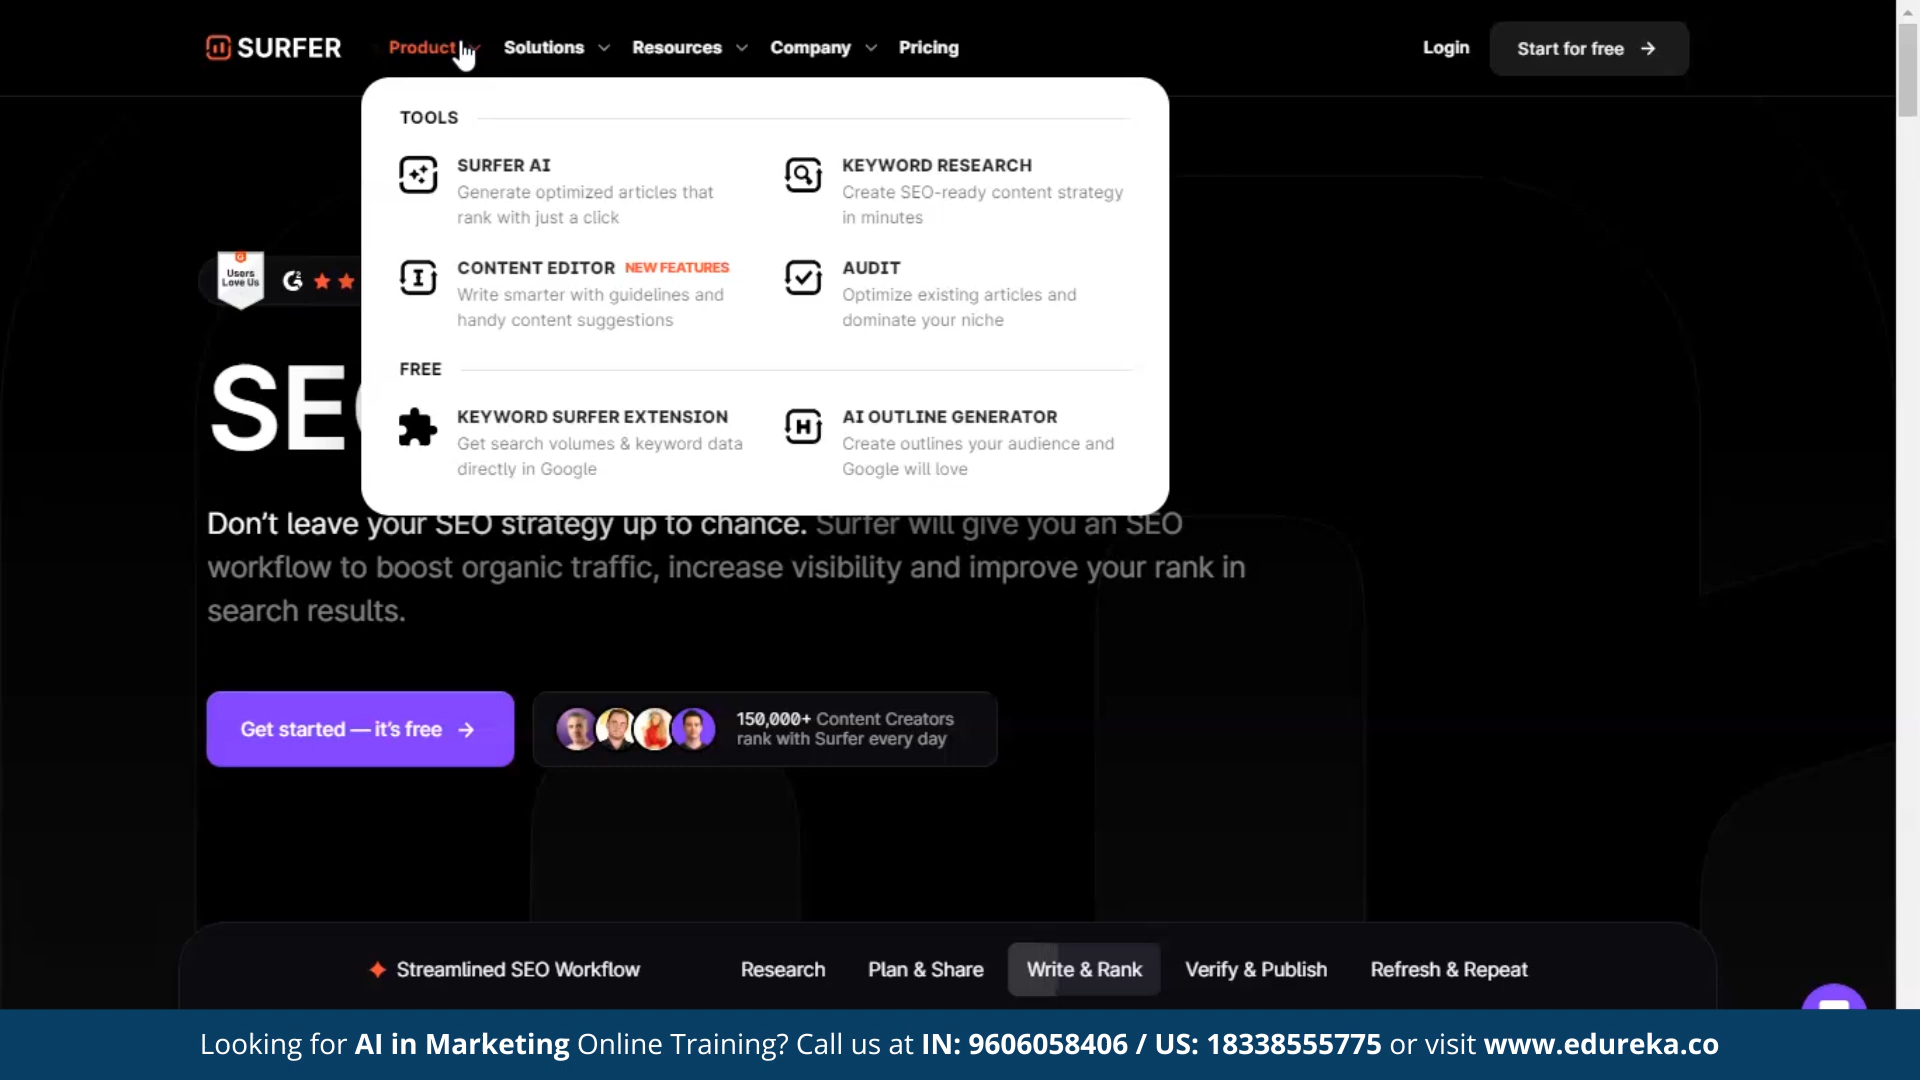 SURFER
Product
Solutions
Resources
Company
Pricing
Login
Start for free
TOOLS
SURFER AI
Generate optimized articles that
rank with just a click
KEYWORD RESEARCH
Create SEO-ready content strategy
in minutes
CONTENT EDITOR NEW FEATURES
Write smarter with guidelines and
handy content suggestions
AUDIT
Optimize existing articles and
dominate your niche
FREE
KEYWORD SURFER EXTENSION
Get search volumes & keyword data
directly in Google
AI OUTLINE GENERATOR
Create outlines your audience and
Google will love
Users
Love Us
Don’t leave your SEO strategy up to chance. Surfer will give you an SEO
workflow to boost organic traffic, increase visibility and improve your rank in
search results.
Get started — it’s free
150,000+ Content Creators
rank with Surfer every day
Streamlined SEO Workflow
Research
Plan & Share
Write & Rank
Verify & Publish
Refresh & Repeat
Looking for AI in Marketing Online Training? Call us at IN: 9606058406 / US: 18338555775 or visit www.edureka.co